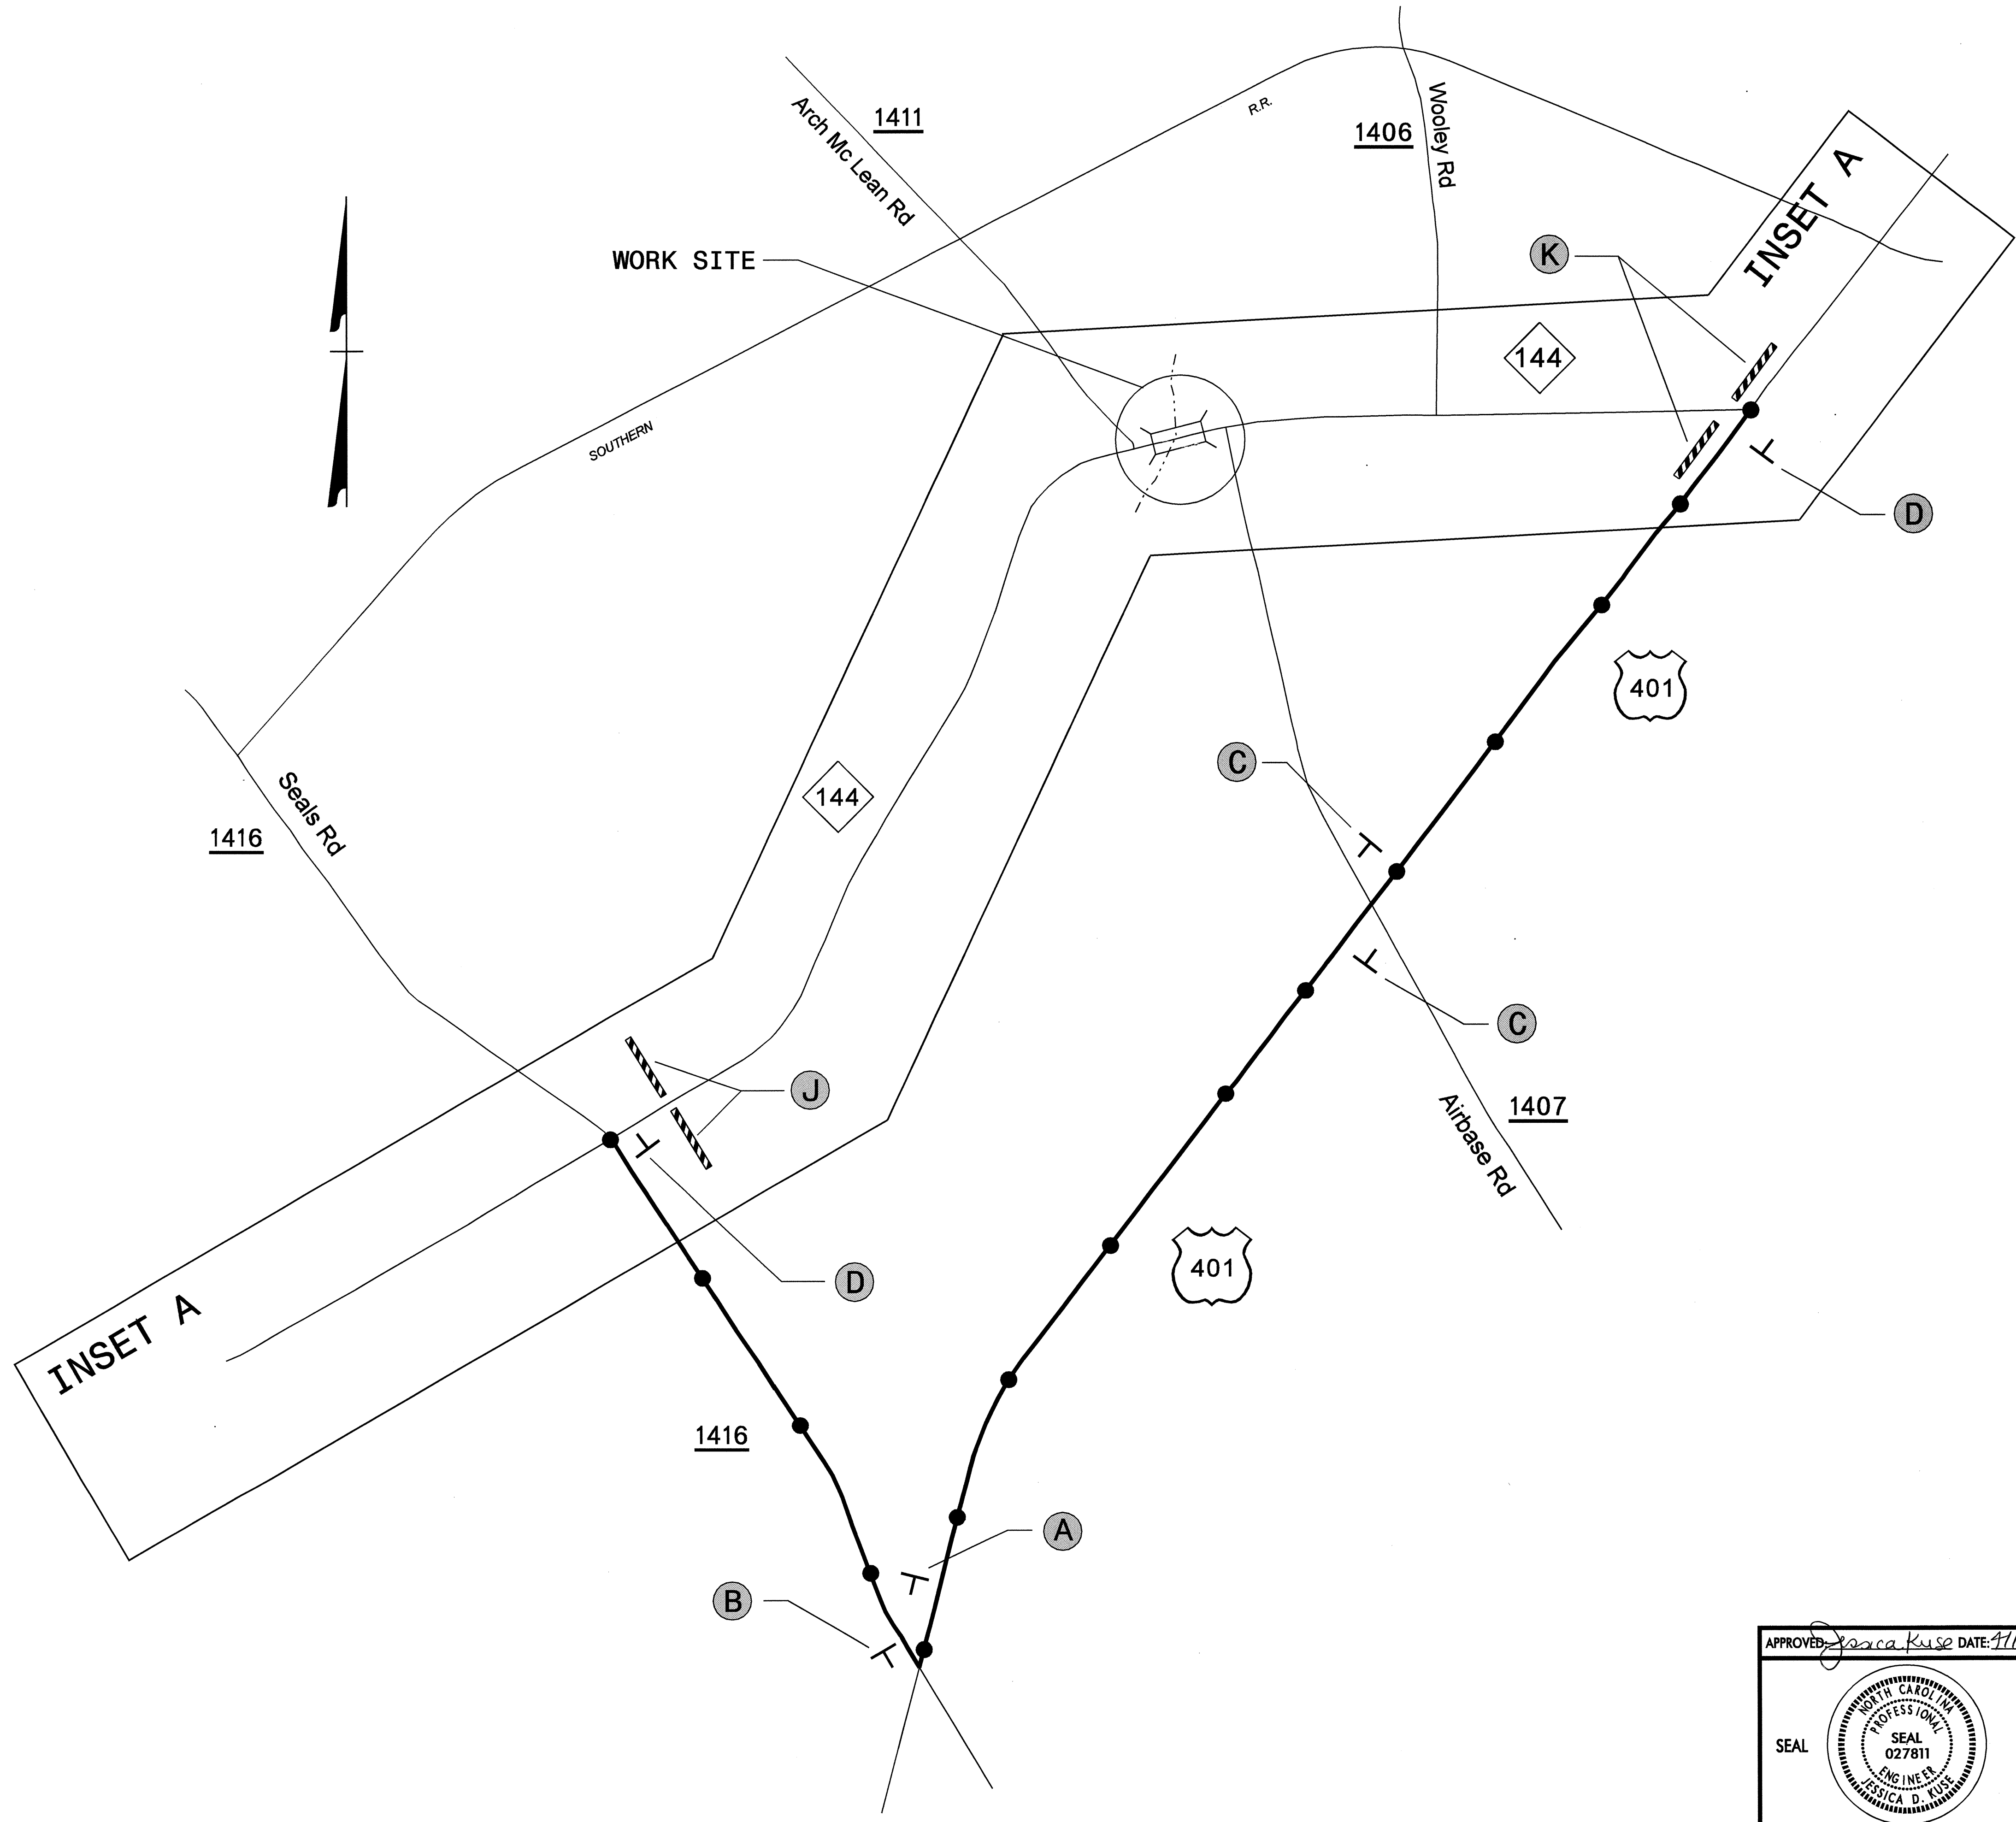 1411
Arch Mc Lean Rd
R.R.
1406
Wooley Rd
INSET A
WORK SITE
K
144
SOUTHERN
D
401
C
Seals Rd
1416
144
C
J
1407
Airbase Rd
D
401
INSET A
1416
A
B
APPROVED: Jessica Kuse DATE:
SEAL
NORTH CAROLINA
PROFESSIONAL
SEAL
027811
ENGINEER
JESSICA D. KUSE